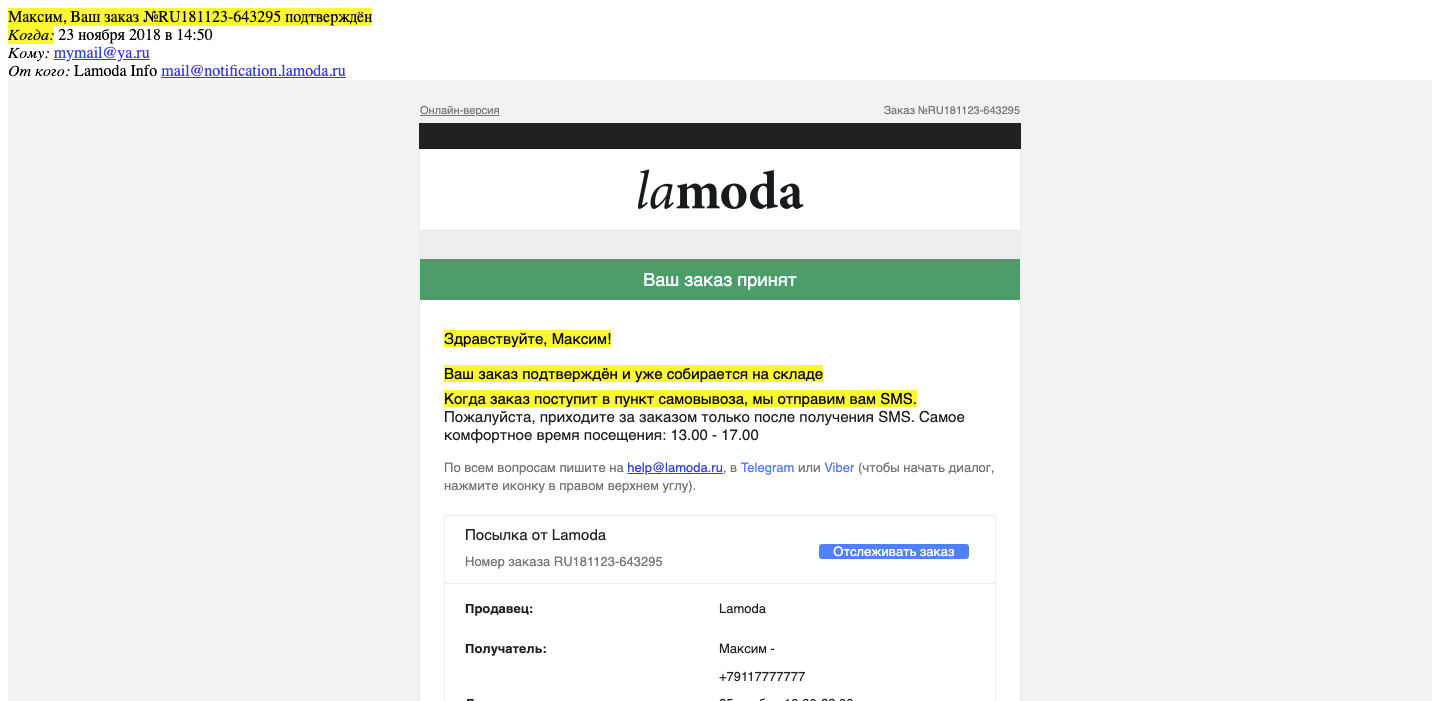 Максим, Ваш заказ №RU181123-643295 подтверждён
Когда: 23 ноября 2018 в 14:50
Кому: mymail@ya.ru
От кого: Lamoda Info mail@notification.lamoda.ru
Онлайн-версия
Заказ №RU181123-643295
lamoda
Ваш заказ принят
Здравствуйте, Максим!
Ваш заказ подтверждён и уже собирается на складе
Когда заказ поступит в пункт самовывоза, мы отправим вам SMS.
Пожалуйста, приходите за заказом только после получения SMS. Самое
комфортное время посещения: 13.00 - 17.00
По всем вопросам пишите на help@lamoda.ru, в Telegram или Viber (чтобы начать диалог,
нажмите иконку в правом верхнем углу).
Посылка от Lamoda
Номер заказа RU181123-643295
Отслеживать заказ
Продавец: Lamoda
Получатель: Максим -
+79117777777